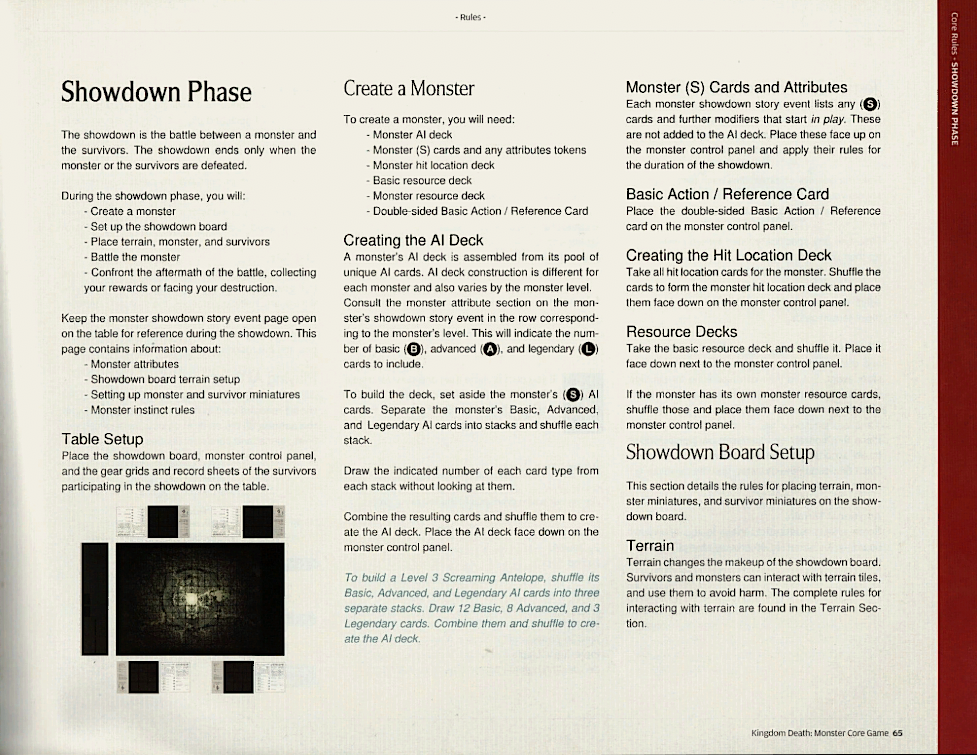 - Rules -
Core Rules - SHOWDOWN PHASE
Showdown Phase
The showdown is the battle between a monster and
the survivors. The showdown ends only when the
monster or the survivors are defeated.
During the showdown phase, you will:
- Create a monster
- Set up the showdown board
- Place terrain, monster, and survivors
- Battle the monster
- Confront the aftermath of the battle, collecting
your rewards or facing your destruction.
Keep the monster showdown story event page open
on the table for reference during the showdown. This
page contains information about:
- Monster attributes
- Showdown board terrain setup
- Setting up monster and survivor miniatures
- Monster instinct rules
Table Setup
Place the showdown board, monster control panel,
and the gear grids and record sheets of the survivors
participating in the showdown on the table.
Create a Monster
To create a monster, you will need:
- Monster AI deck
- Monster (S) cards and any attributes tokens
- Monster hit location deck
- Basic resource deck
- Monster resource deck
- Double-sided Basic Action / Reference Card
Creating the AI Deck
A monster's AI deck is assembled from its pool of
unique AI cards. AI deck construction is different for
each monster and also varies by the monster level.
Consult the monster attribute section on the mon-
ster's showdown story event in the row correspond-
ing to the monster's level. This will indicate the num-
ber of basic (B), advanced (A), and legendary (L)
cards to include.
To build the deck, set aside the monster's (S) AI
cards. Separate the monster's Basic, Advanced,
and Legendary AI cards into stacks and shuffle each
stack.
Draw the indicated number of each card type from
each stack without looking at them.
Combine the resulting cards and shuffle them to cre-
ate the AI deck. Place the AI deck face down on the
monster control panel.
To build a Level 3 Screaming Antelope, shuffle its
Basic, Advanced, and Legendary AI cards into three
separate stacks. Draw 12 Basic, 8 Advanced, and 3
Legendary cards. Combine them and shuffle to cre-
ate the AI deck.
Monster (S) Cards and Attributes
Each monster showdown story event lists any (S)
cards and further modifiers that start in play. These
are not added to the AI deck. Place these face up on
the monster control panel and apply their rules for
the duration of the showdown.
Basic Action / Reference Card
Place the double-sided Basic Action / Reference
card on the monster control panel.
Creating the Hit Location Deck
Take all hit location cards for the monster. Shuffle the
cards to form the monster hit location deck and place
them face down on the monster control panel.
Resource Decks
Take the basic resource deck and shuffle it. Place it
face down next to the monster control panel.
If the monster has its own monster resource cards,
shuffle those and place them face down next to the
monster control panel.
Showdown Board Setup
This section details the rules for placing terrain, mon-
ster miniatures, and survivor miniatures on the show-
down board.
Terrain
Terrain changes the makeup of the showdown board.
Survivors and monsters can interact with terrain tiles,
and use them to avoid harm. The complete rules for
interacting with terrain are found in the Terrain Sec-
tion.
Kingdom Death: Monster Core Game 65